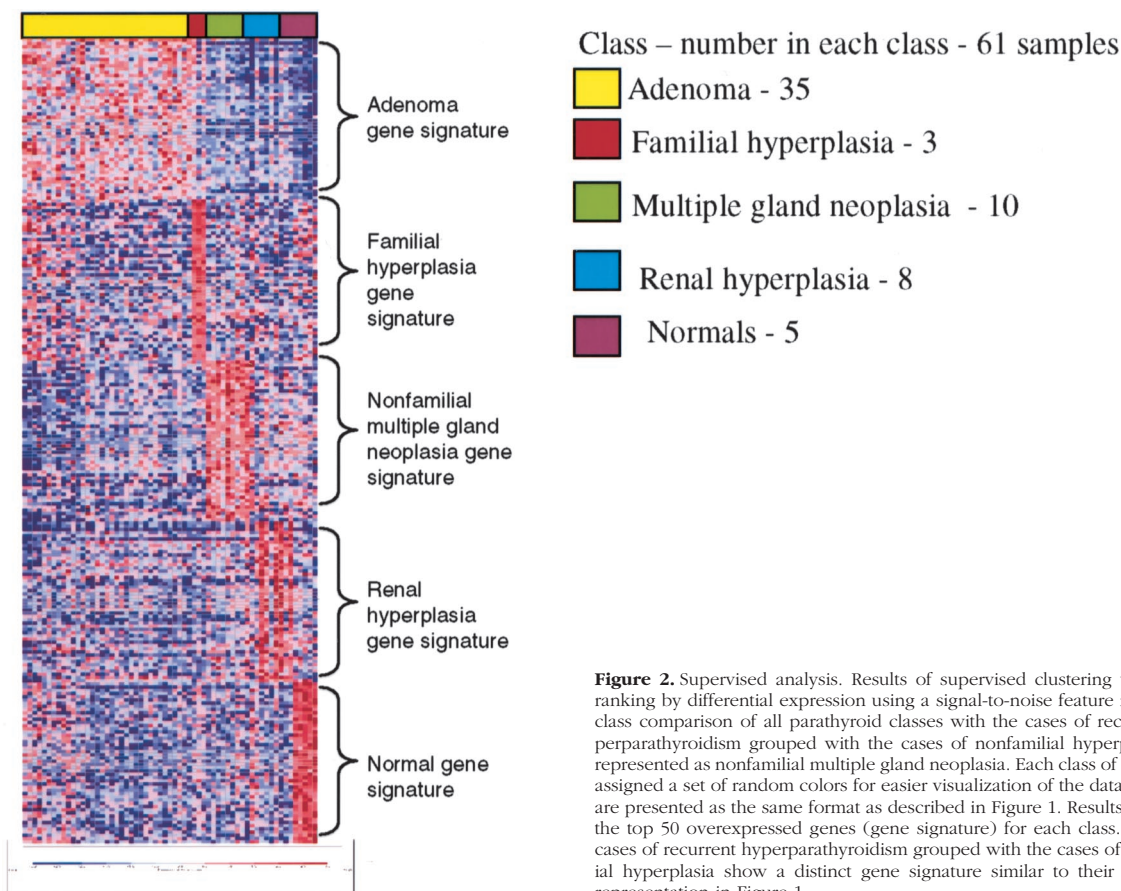 Class – number in each class - 61 samples
Adenoma - 35
Familial hyperplasia - 3
Multiple gland neoplasia - 10
Renal hyperplasia - 8
Normals - 5
Adenoma
gene signature
Familial
hyperplasia
gene
signature
Nonfamilial
multiple gland
neoplasia gene
signature
Renal
hyperplasia
gene signature
Normal gene
signature
Figure 2. Supervised analysis. Results of supervised clustering
ranking by differential expression using a signal-to-noise feature
class comparison of all parathyroid classes with the cases of rec
perparathyroidism grouped with the cases of nonfamilial hyperp
represented as nonfamilial multiple gland neoplasia. Each class of
assigned a set of random colors for easier visualization of the data
are presented as the same format as described in Figure 1. Results
the top 50 overexpressed genes (gene signature) for each class.
cases of recurrent hyperparathyroidism grouped with the cases of
ial hyperplasia show a distinct gene signature similar to their
representation in Figure 1.